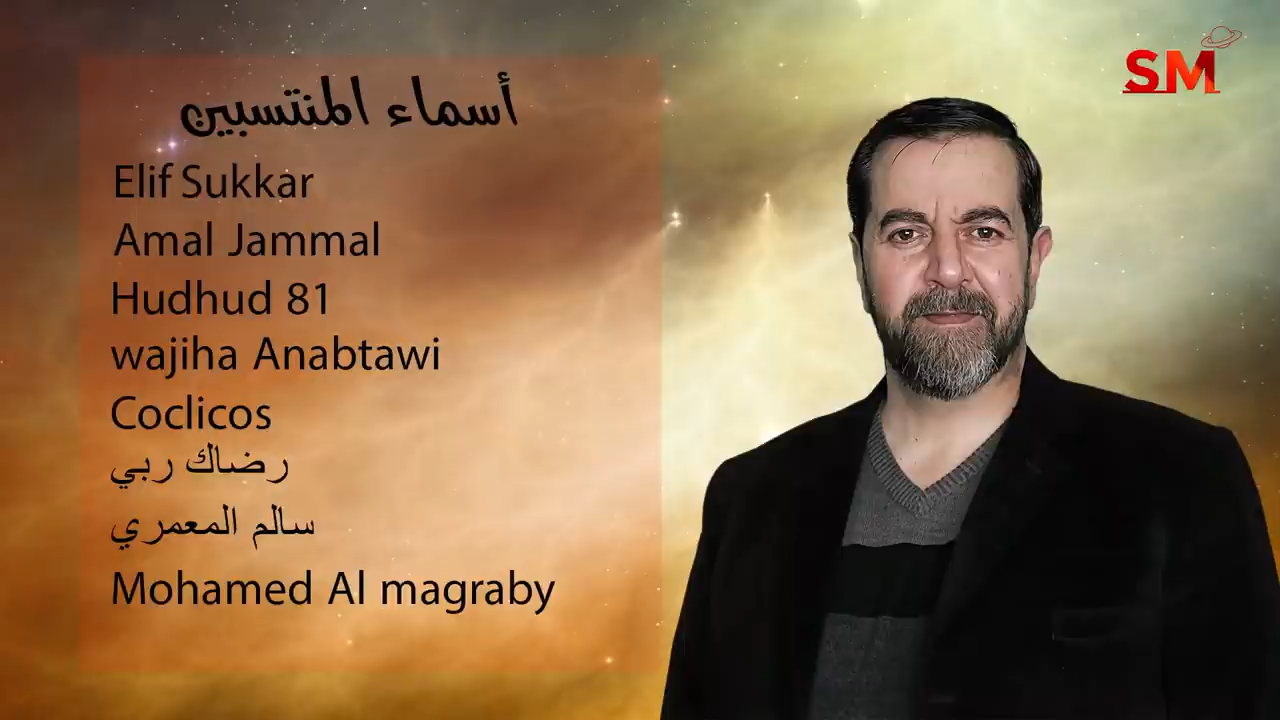 SM
أسماء المنتسبين
Elif Sukkar
Amal Jammal
Hudhud 81
wajiha Anabtawi
Coclicos
رضاك ربي
سالم المعمري
Mohamed Al magraby